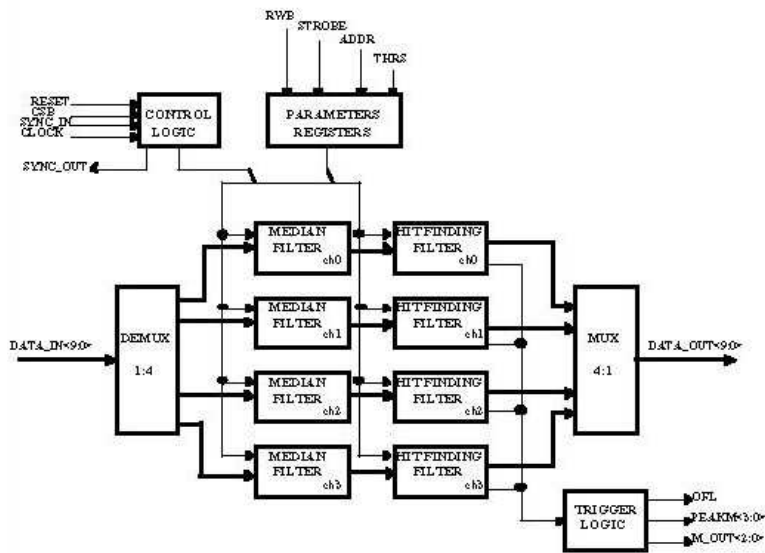 RWB
STROBE
ADDR
THRS
RESET
CSB
SYNC_IN
CLOCK
CONTROL
LOGIC
PARAMETERS
REGISTERS
SYNC_OUT
MEDIAN
FILTER
ch0
HITFINDING
FILTER
ch0
MEDIAN
FILTER
ch1
HITFINDING
FILTER
ch1
DATA_IN<9:0>
DEMUX
1:4
MUX
4:1
DATA_OUT<9:0>
MEDIAN
FILTER
ch2
HITFINDING
FILTER
ch2
MEDIAN
FILTER
ch3
HITFINDING
FILTER
ch3
TRIGGER
LOGIC
OFL
PEAKM<3:0>
M_OUT<2:0>